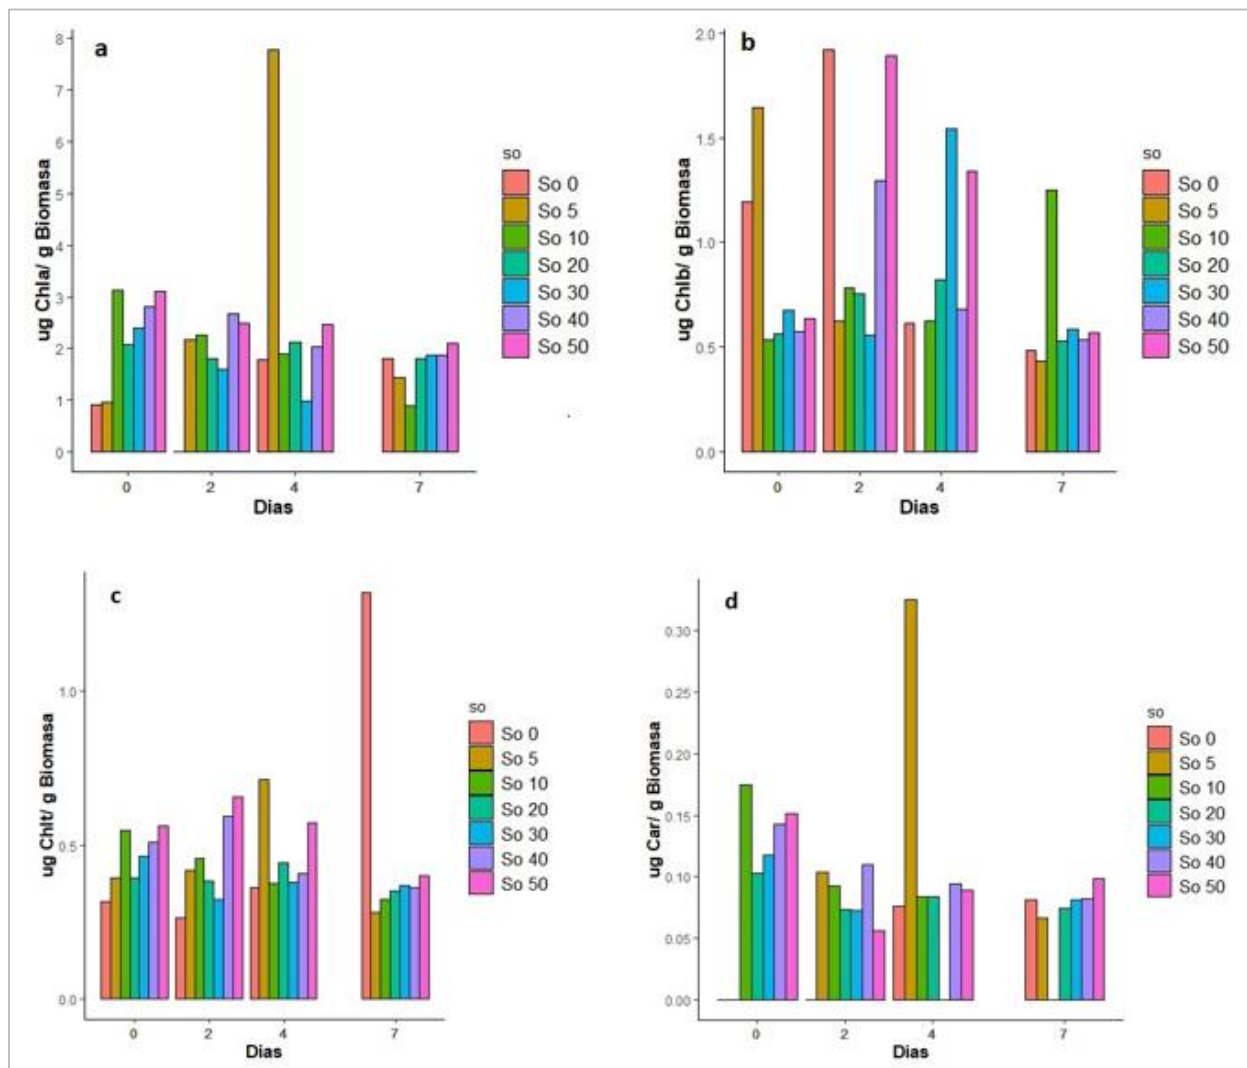 a
ug Chla/ g Biomasa
8
7
6
5
4
3
2
1
0
0 2 4 7
Dias
so
So 0
So 5
So 10
So 20
So 30
So 40
So 50
b
ug Chlb/ g Biomasa
2.0
1.5
1.0
0.5
0.0
0 2 4 7
Dias
so
So 0
So 5
So 10
So 20
So 30
So 40
So 50
c
ug Chlt/ g Biomasa
1.0
0.5
0.0
0 2 4 7
Dias
so
So 0
So 5
So 10
So 20
So 30
So 40
So 50
d
ug Car/ g Biomasa
0.30
0.25
0.20
0.15
0.10
0.05
0.00
0 2 4 7
Dias
so
So 0
So 5
So 10
So 20
So 30
So 40
So 50